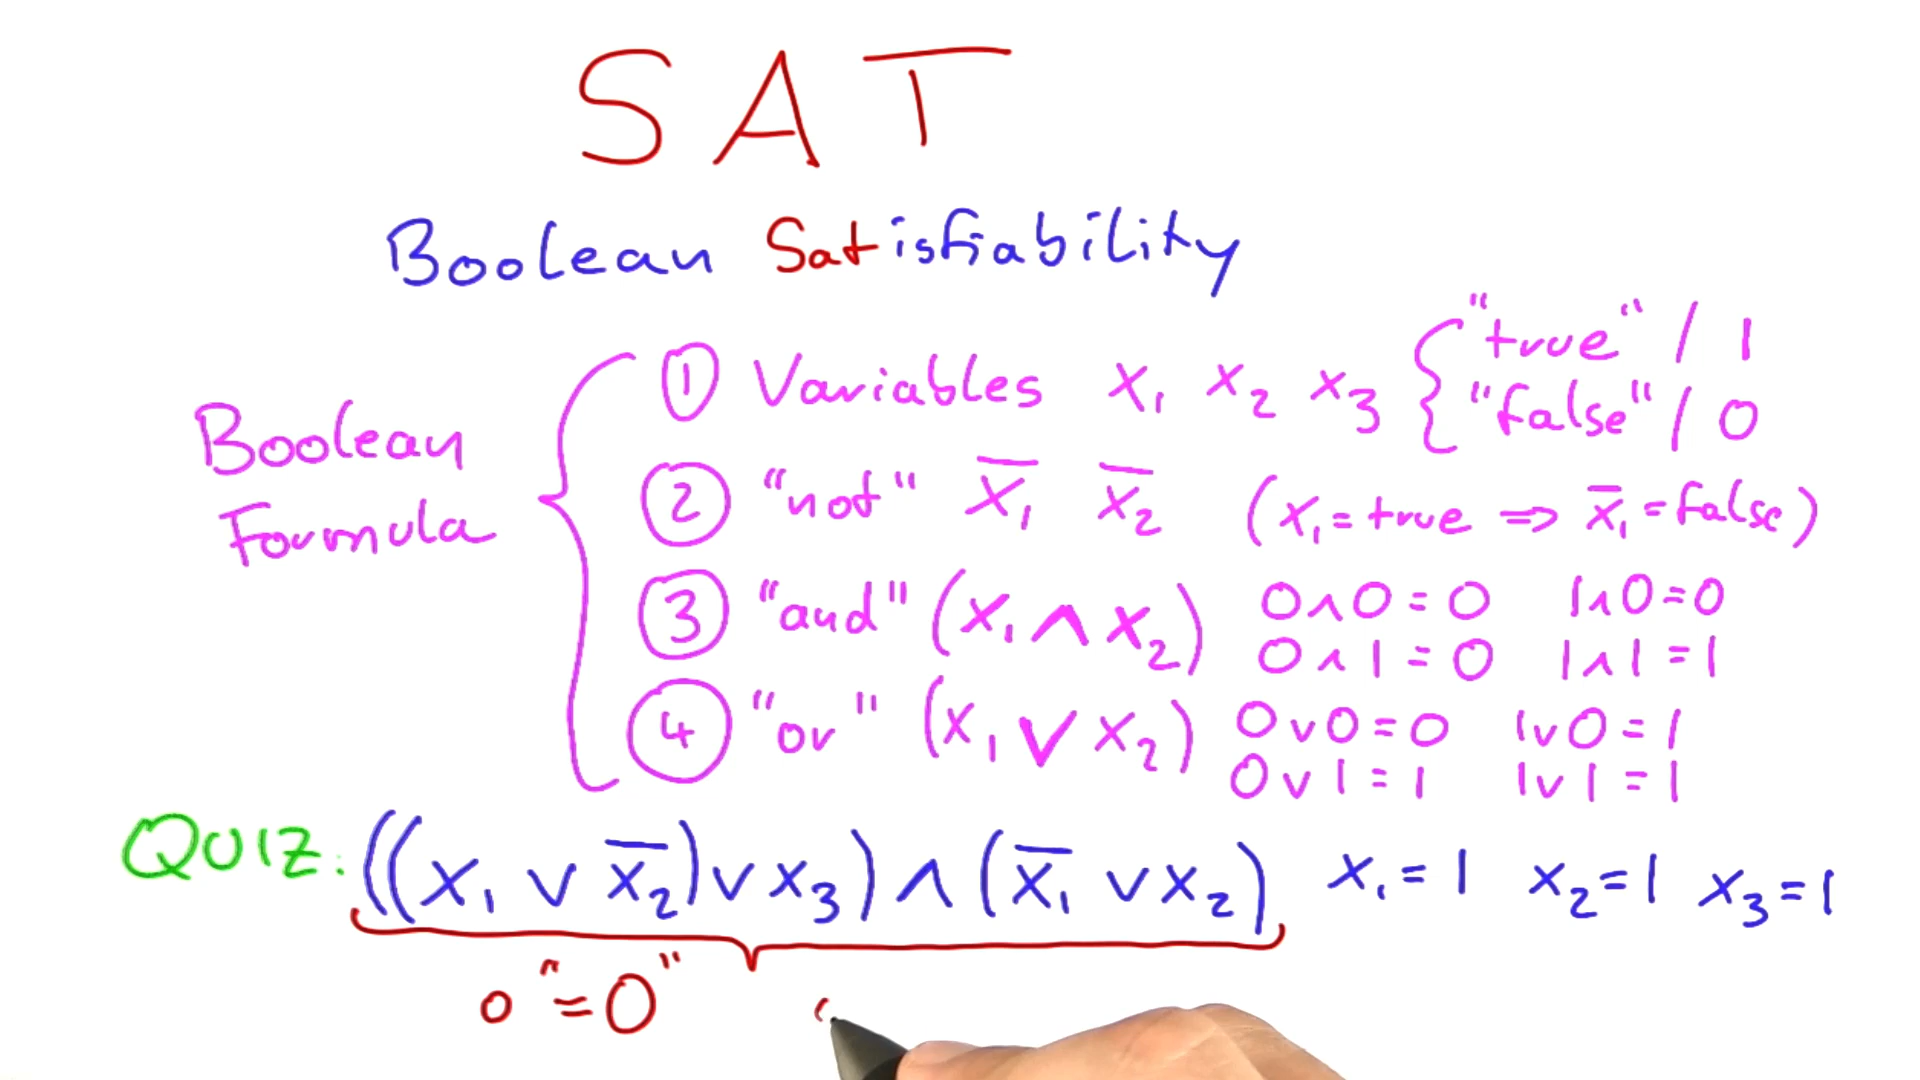 SAT
Boolean Satisfiability
Boolean Formula
① Variables x₁ x₂ x₃ { "true" / 1
"false" / 0
② "not" x̅₁ x̅₂ (x₁=true ⇒ x̅₁=false)
③ "and" (x₁ ∧ x₂) 0∧0=0 1∧0=0
0∧1=0 1∧1=1
④ "or" (x₁ ∨ x₂) 0∨0=0 1∨0=1
0∨1=1 1∨1=1
QUIZ: ((x₁ ∨ x̅₂) ∨ x₃) ∧ (x̅₁ ∨ x₂) x₁=1 x₂=1 x₃=1
o "=0"